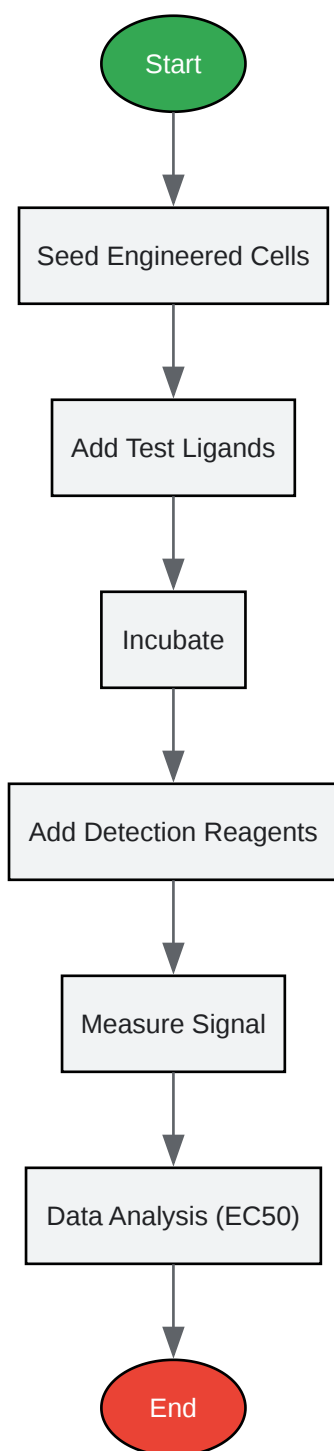 Start
Seed Engineered Cells
Add Test Ligands
Incubate
Add Detection Reagents
Measure Signal
Data Analysis (EC50)
End